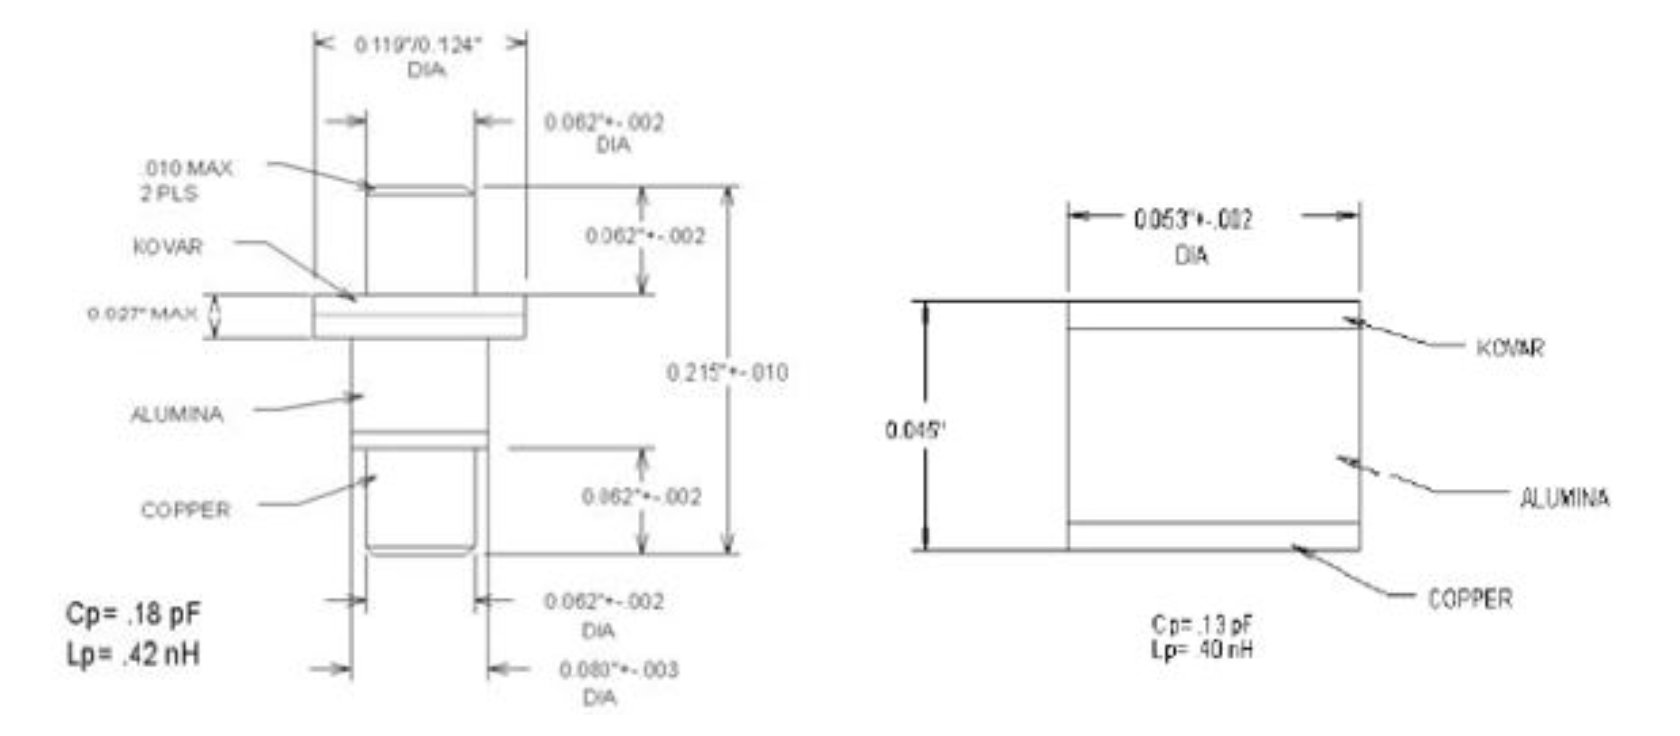 0.119"/0.124"
DIA
0.062"+-.002
DIA
.010 MAX
2 PLS
0.062"+-.002
KOVAR
0.027" MAX
0.215"+-.010
ALUMINA
0.062"+-.002
COPPER
0.062"+-.002
DIA
0.080"+-.003
DIA
Cp= .18 pF
Lp= .42 nH
0.053"+-.002
DIA
KOVAR
0.045"
ALUMINA
COPPER
Cp= .13 pF
Lp= .40 nH